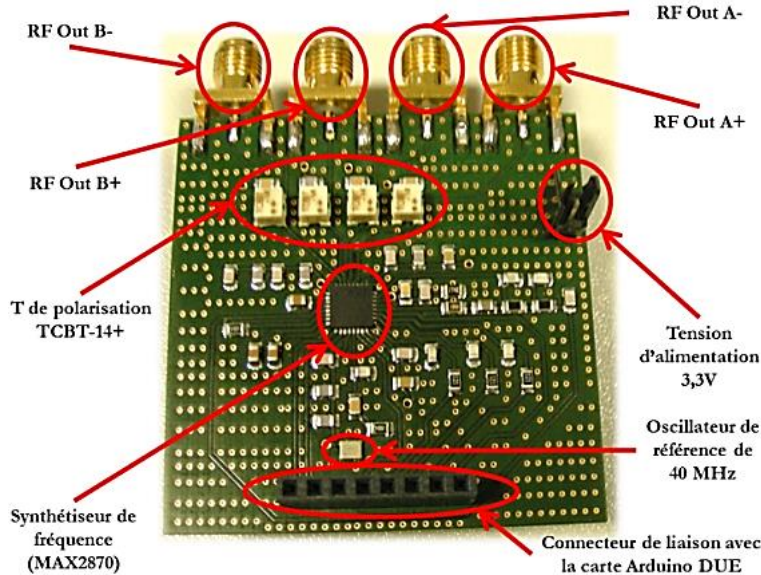 RF Out B-
RF Out A-
RF Out A+
RF Out B+
T de polarisation
TCBT-14+
Tension
d'alimentation
3,3V
Oscillateur de
référence de
40 MHz
Synthétiseur de
fréquence
(MAX2870)
Connecteur de liaison avec
la carte Arduino DUE